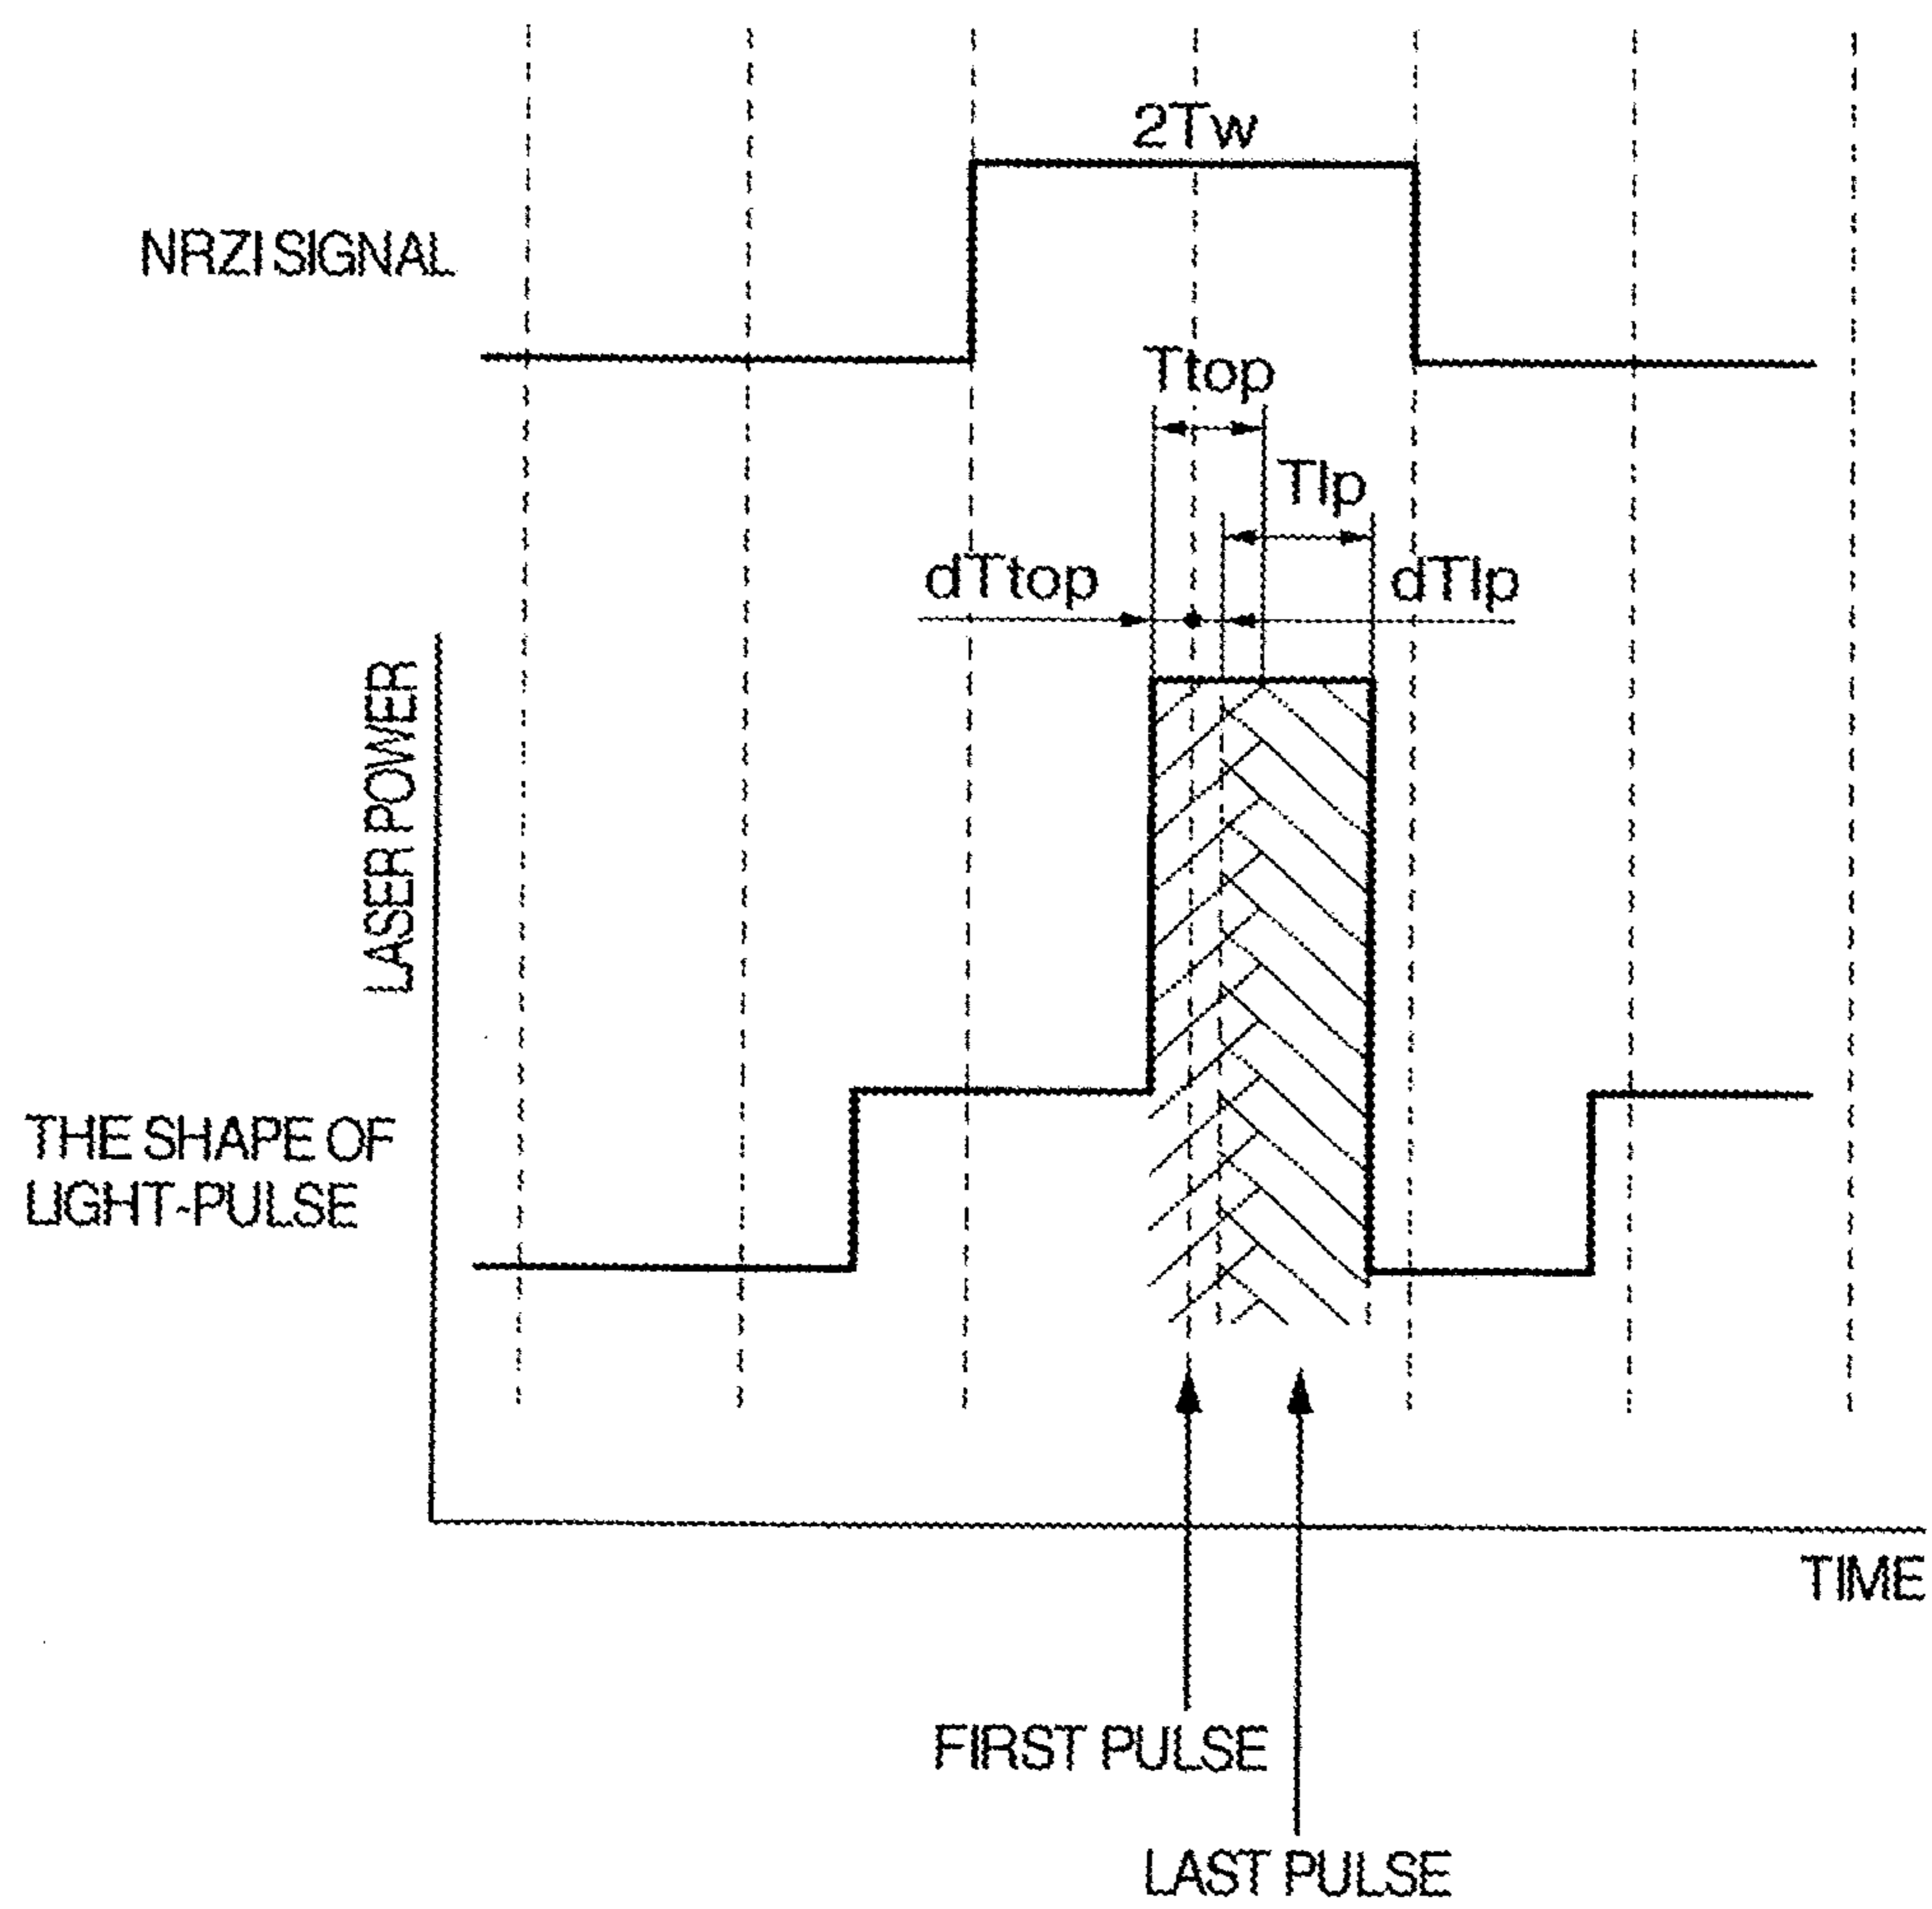 2Tw
NRZI SIGNAL
Ttop
Tlp
dTtop
dTlp
LASER POWER
THE SHAPE OF
LIGHT-PULSE
TIME
FIRST PULSE
LAST PULSE